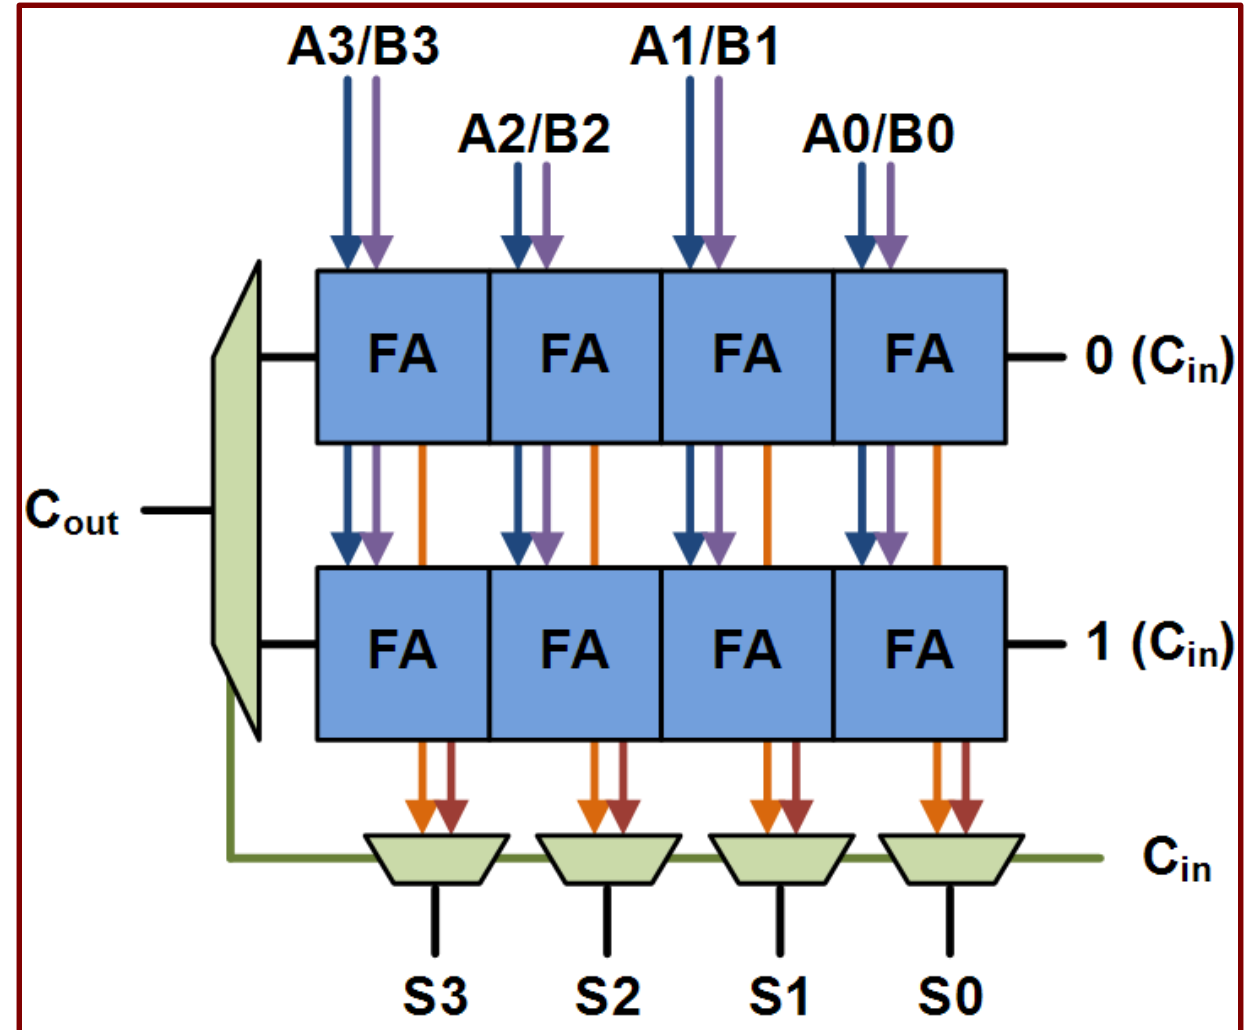 A3/B3 A1/B1
A2/B2 A0/B0
FA FA FA FA 0 (Cin)
Cout
FA FA FA FA 1 (Cin)
Cin
S3 S2 S1 S0